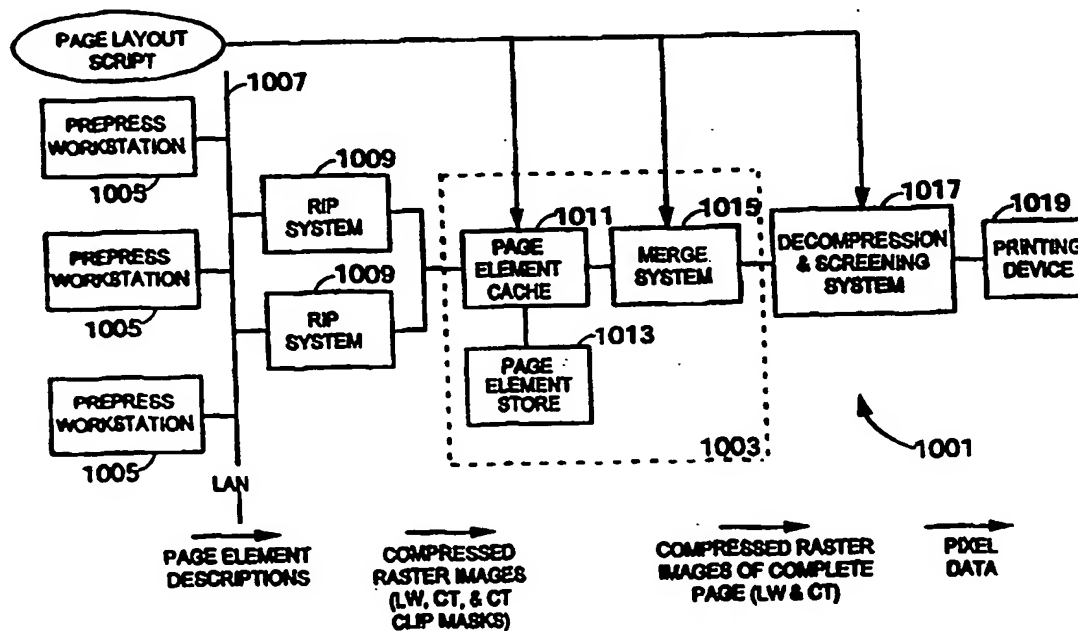 PAGE LAYOUT
SCRIPT
1007
PREPRESS
WORKSTATION
1005
PREPRESS
WORKSTATION
1005
PREPRESS
WORKSTATION
1005
LAN
1009
RIP
SYSTEM
1009
RIP
SYSTEM
1011
PAGE
ELEMENT
CACHE
1013
PAGE
ELEMENT
STORE
1015
MERGE
SYSTEM
1003
1017
DECOMPRESSION
& SCREENING
SYSTEM
1019
PRINTING
DEVICE
1001
PAGE ELEMENT
DESCRIPTIONS
COMPRESSED
RASTER IMAGES
(LW, CT, & CT
CLIP MASKS)
COMPRESSED RASTER
IMAGES OF COMPLETE
PAGE (LW & CT)
PIXEL
DATA